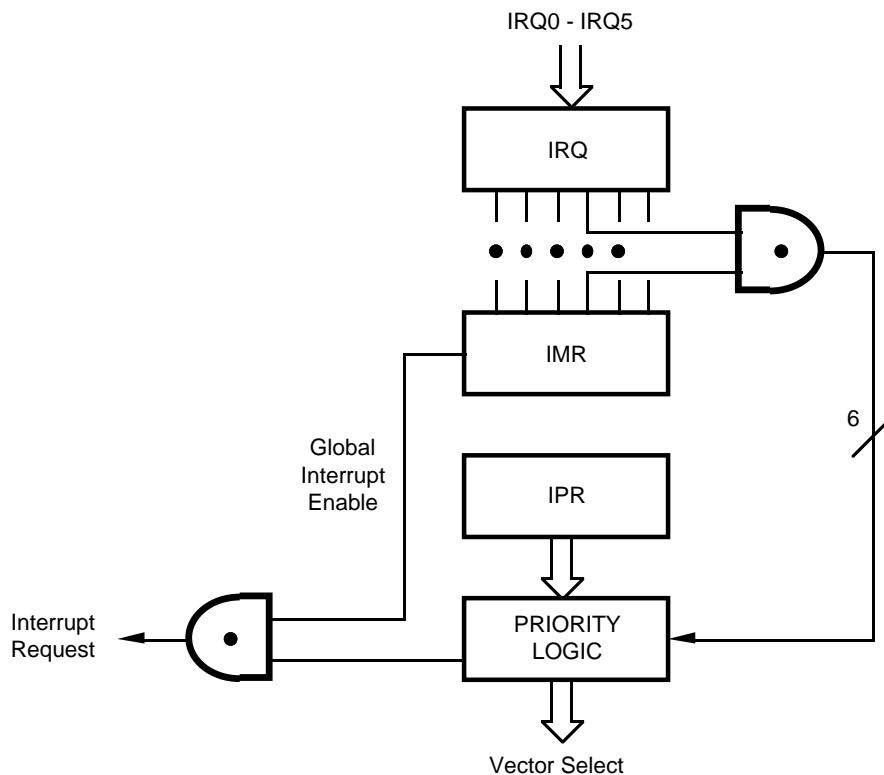 IRQ0 - IRQ5
IRQ
IMR
6
Global
Interrupt
Enable
IPR
Interrupt
Request
PRIORITY
LOGIC
Vector Select